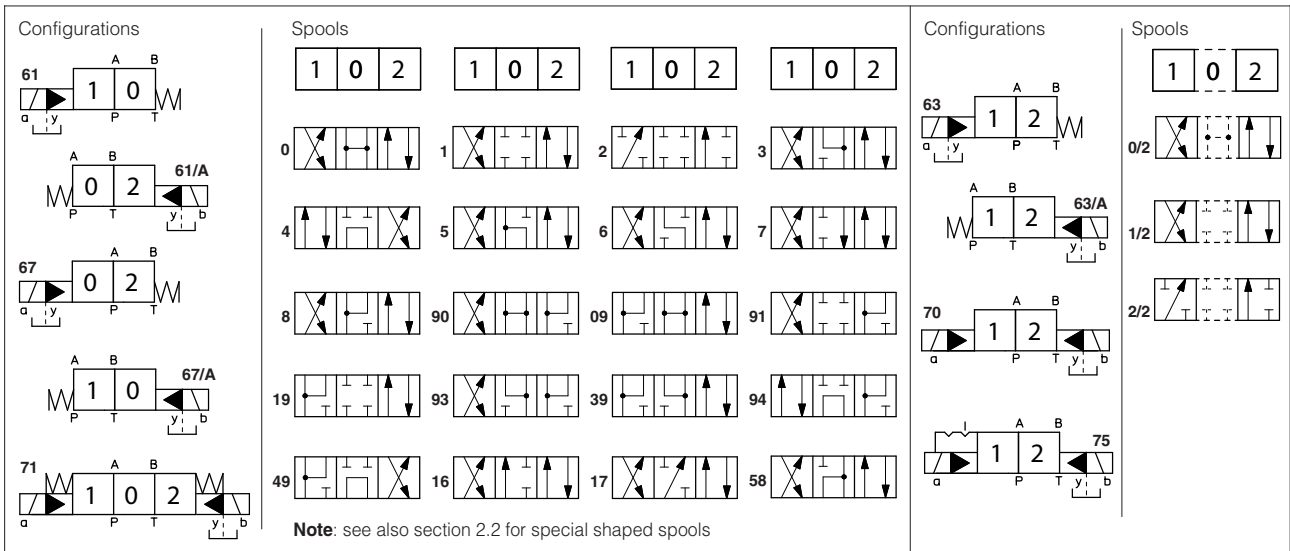 Configurations
Spools
Configurations
Spools
A B
61
1 0
a y P T
A B
61/A
0 2
P T y b
A B
67
0 2
a y P T
A B
67/A
1 0
P T y b
A B
71
1 0 2
a P T y b
1 0 2
1 0 2
1 0 2
1 0 2
0
1
2
3
4
5
6
7
8
90
09
91
19
93
39
94
49
16
17
58
Note: see also section 2.2 for special shaped spools
A B
63
1 2
a y P T
A B
63/A
1 2
P T y b
A B
70
1 2
a P T y b
A B
75
1 2
a P T y b
1 0 2
0/2
1/2
2/2